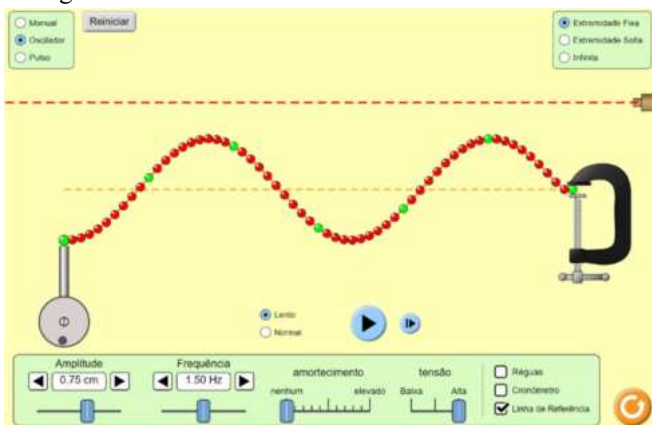 Manual
Oscilador
Pulso
Reiniciar
Extremidade Fixa
Extremidade Solta
Infinita
Lento
Normal
Amplitude
0.75 cm
Frequência
1.50 Hz
amortecimento
nenhum
elevado
tensão
Baixa
Alta
Réguas
Cronômetro
Linha de Referência